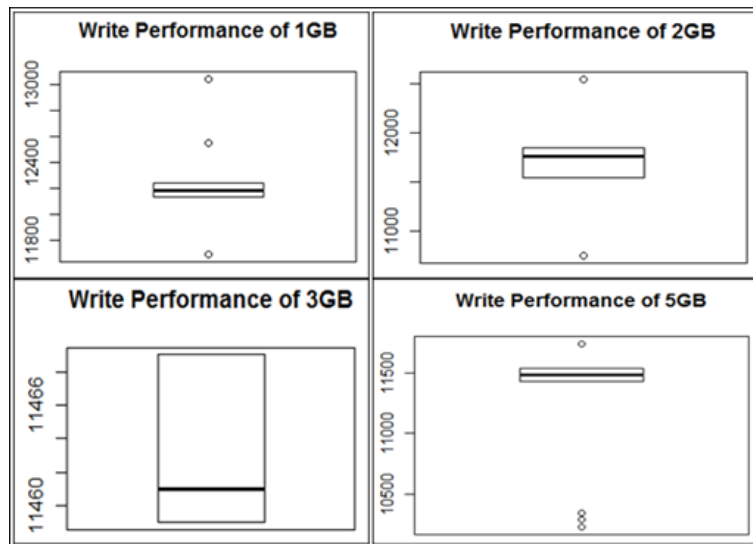 Write Performance of 1GB
13000
12400
11800
Write Performance of 2GB
12000
11000
Write Performance of 3GB
11466
11460
Write Performance of 5GB
11500
11000
10500